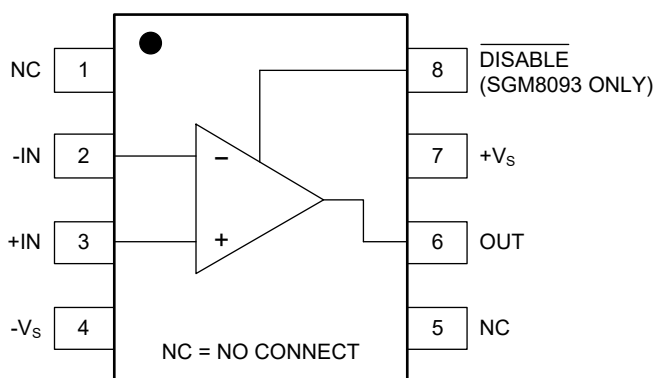 NC 1
-IN 2
+IN 3
-VS 4
−
+
8 DISABLE
(SGM8093 ONLY)
7 +VS
6 OUT
5 NC
NC = NO CONNECT